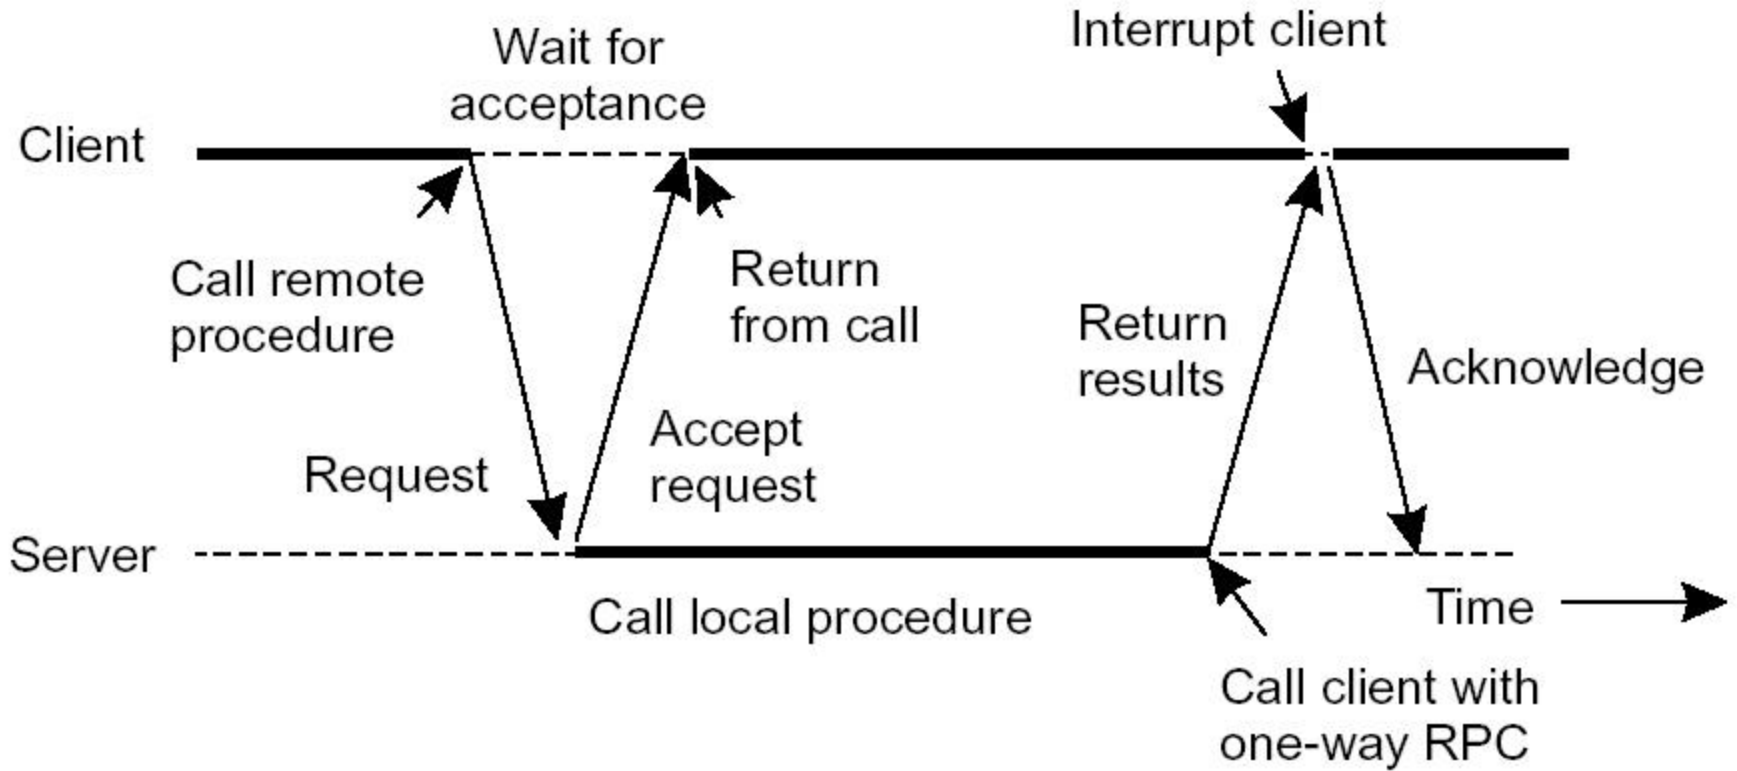 Interrupt client
Wait for
acceptance
Client
Call remote
procedure
Return
from call
Return
results
Acknowledge
Accept
request
Request
Server
Call local procedure
Time
Call client with
one-way RPC